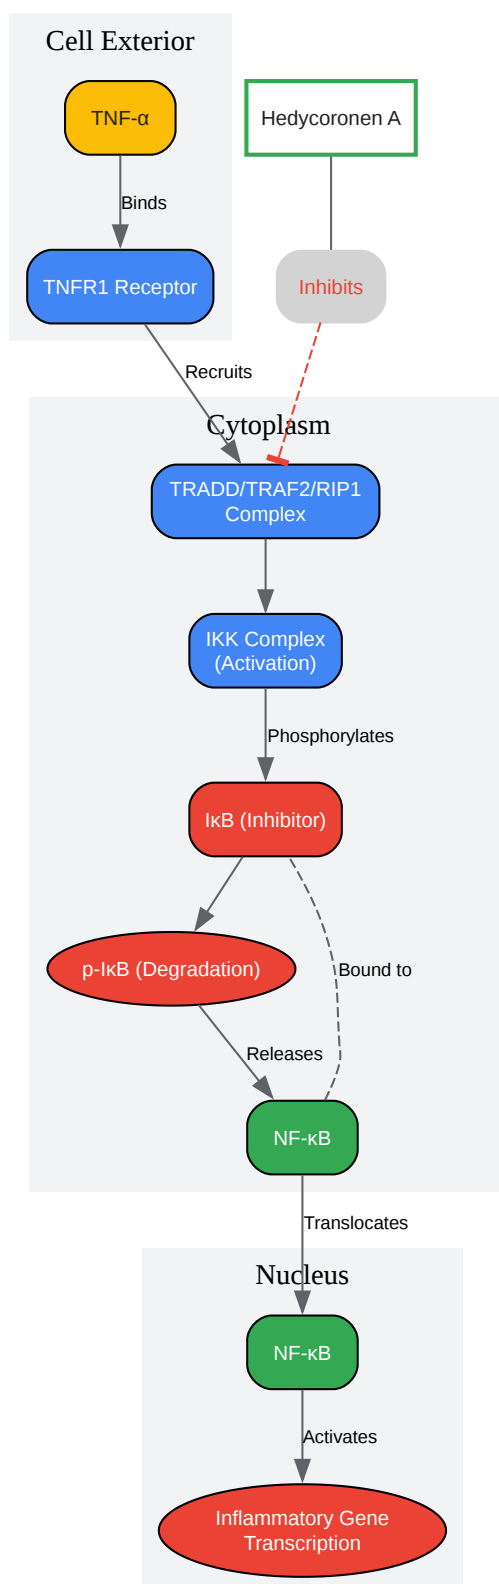 Cell Exterior
TNF-α
Hedycoronen A
Binds
TNFR1 Receptor
Inhibits
Recruits
Cytoplasm
TRADD/TRAF2/RIP1
Complex
IKK Complex
(Activation)
Phosphorylates
IκB (Inhibitor)
p-IκB (Degradation)
Bound to
Releases
NF-κB
Translocates
Nucleus
NF-κB
Activates
Inflammatory Gene
Transcription